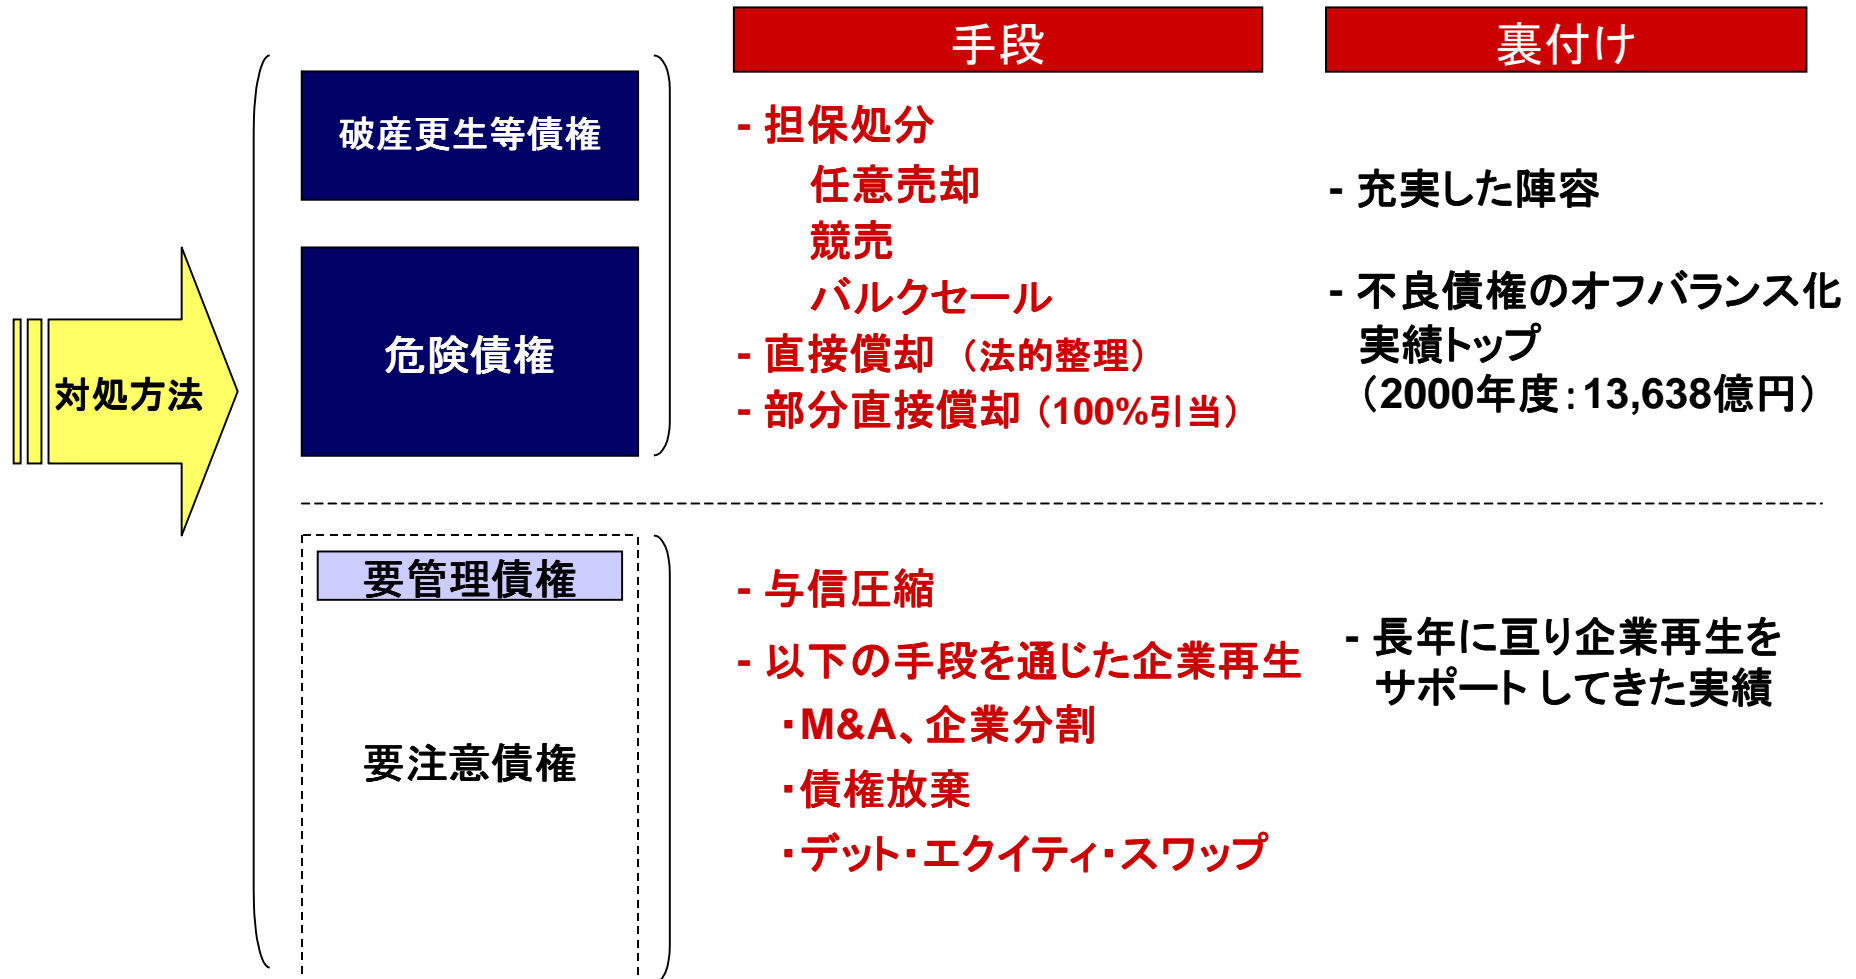 手段
裏付け
対処方法
破産更生等債権
危険債権
- 担保処分
任意売却
競売
バルクセール
- 直接償却 （法的整理）
- 部分直接償却（100%引当）
- 充実した陣容
- 不良債権のオフバランス化
実績トップ
（2000年度：13,638億円）
要管理債権
要注意債権
- 与信圧縮
- 以下の手段を通じた企業再生
・M&A、企業分割
・債権放棄
・デット・エクイティ・スワップ
- 長年に亘り企業再生を
サポートしてきた実績